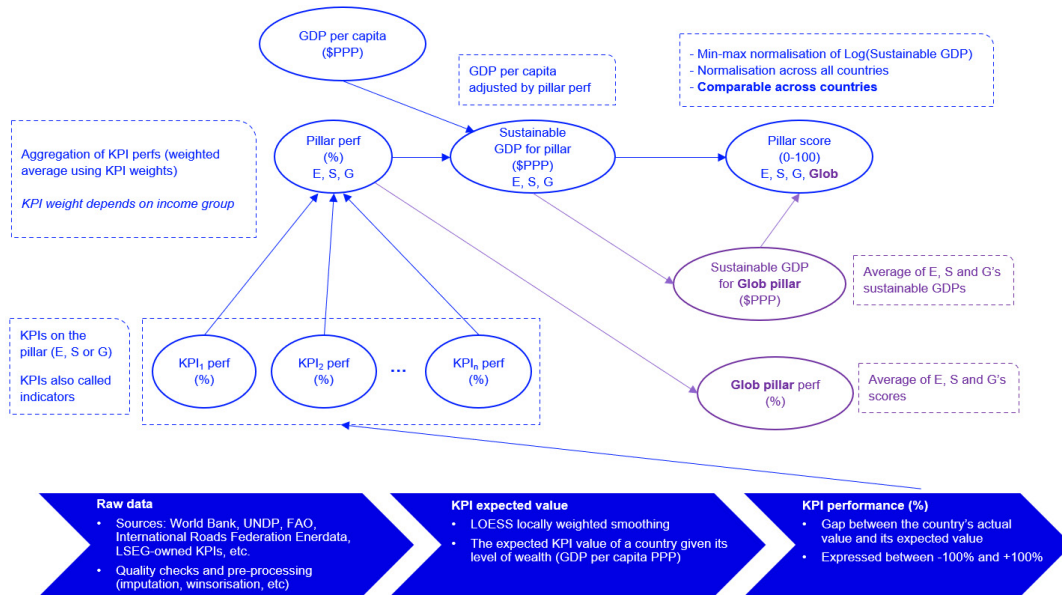 GDP per capita
($PPP)
GDP per capita
adjusted by pillar perf
- Min-max normalisation of Log(Sustainable GDP)
- Normalisation across all countries
- Comparable across countries
Aggregation of KPI perfs (weighted
average using KPI weights)
KPI weight depends on income group
Pillar perf
(%)
E, S, G
Sustainable
GDP for pillar
($PPP)
E, S, G
Pillar score
(0-100)
E, S, G, Glob
Sustainable GDP
for Glob pillar
($PPP)
Average of E, S and G's
sustainable GDPs
KPIs on the
pillar (E, S or G)
KPIs also called
indicators
KPI₁ perf
(%)
KPI₂ perf
(%)
...
KPIₙ perf
(%)
Glob pillar perf
(%)
Average of E, S and G's
scores
Raw data
• Sources: World Bank, UNDP, FAO,
International Roads Federation Enerdata,
LSEG-owned KPIs, etc.
• Quality checks and pre-processing
(imputation, winsorisation, etc)
KPI expected value
• LOESS locally weighted smoothing
• The expected KPI value of a country given its
level of wealth (GDP per capita PPP)
KPI performance (%)
• Gap between the country's actual
value and its expected value
• Expressed between -100% and +100%